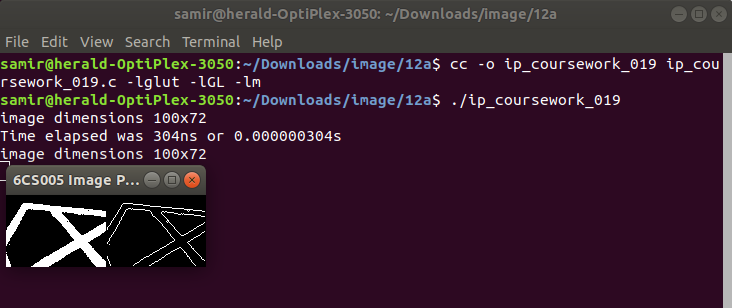 samir@herald-OptiPlex-3050: ~/Downloads/image/12a
File Edit View Search Terminal Help
samir@herald-OptiPlex-3050:~/Downloads/image/12a$ cc -o ip_coursework_019 ip_cou
rsework_019.c -lglut -lGL -lm
samir@herald-OptiPlex-3050:~/Downloads/image/12a$ ./ip_coursework_019
image dimensions 100x72
Time elapsed was 304ns or 0.000000304s
image dimensions 100x72
6CS005 Image P...